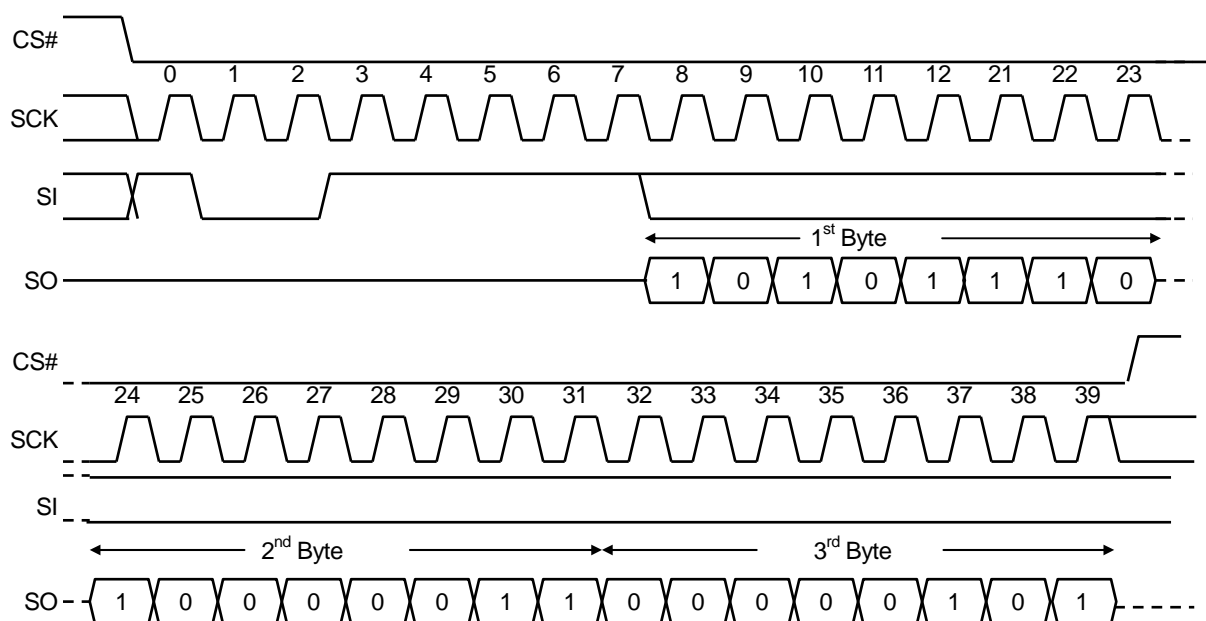 CS#
0 1 2 3 4 5 6 7 8 9 10 11 12 21 22 23
SCK
SI
1st Byte
SO 1 0 1 0 1 1 1 0
CS#
24 25 26 27 28 29 30 31 32 33 34 35 36 37 38 39
SCK
SI
2nd Byte 3rd Byte
SO 1 0 0 0 0 0 1 1 0 0 0 0 0 1 0 1